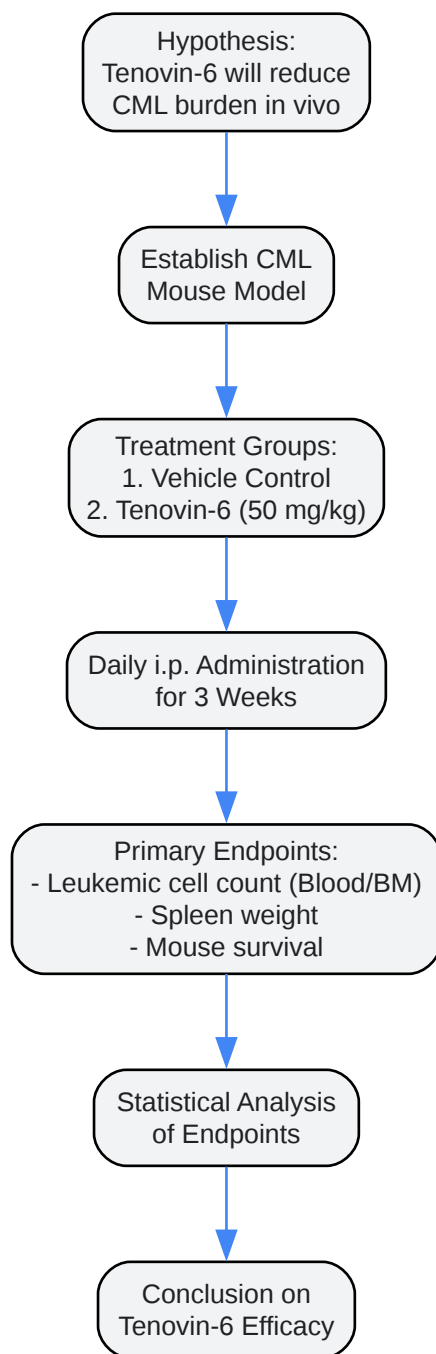 Hypothesis:
Tenovin-6 will reduce
CML burden in vivo
Establish CML
Mouse Model
Treatment Groups:
1. Vehicle Control
2. Tenovin-6 (50 mg/kg)
Daily i.p. Administration
for 3 Weeks
Primary Endpoints:
- Leukemic cell count (Blood/BM)
- Spleen weight
- Mouse survival
Statistical Analysis
of Endpoints
Conclusion on
Tenovin-6 Efficacy